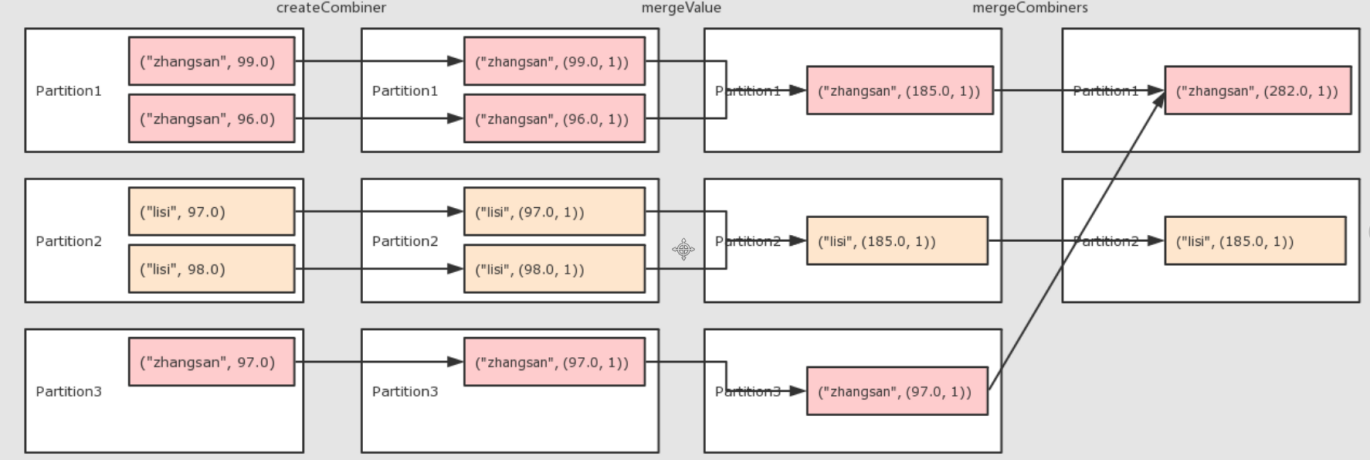 createCombiner mergeValue mergeCombiners
("zhangsan", 99.0) ("zhangsan", (99.0, 1))
Partition1 Partition1 Partition1 ("zhangsan", (185.0, 1)) Partition1 ("zhangsan", (282.0, 1))
("zhangsan", 96.0) ("zhangsan", (96.0, 1))
("lisi", 97.0) ("lisi", (97.0, 1))
Partition2 Partition2 Partition2 ("lisi", (185.0, 1)) Partition2 ("lisi", (185.0, 1))
("lisi", 98.0) ("lisi", (98.0, 1))
("zhangsan", 97.0) ("zhangsan", (97.0, 1))
Partition3 Partition3 Partition3 ("zhangsan", (97.0, 1))